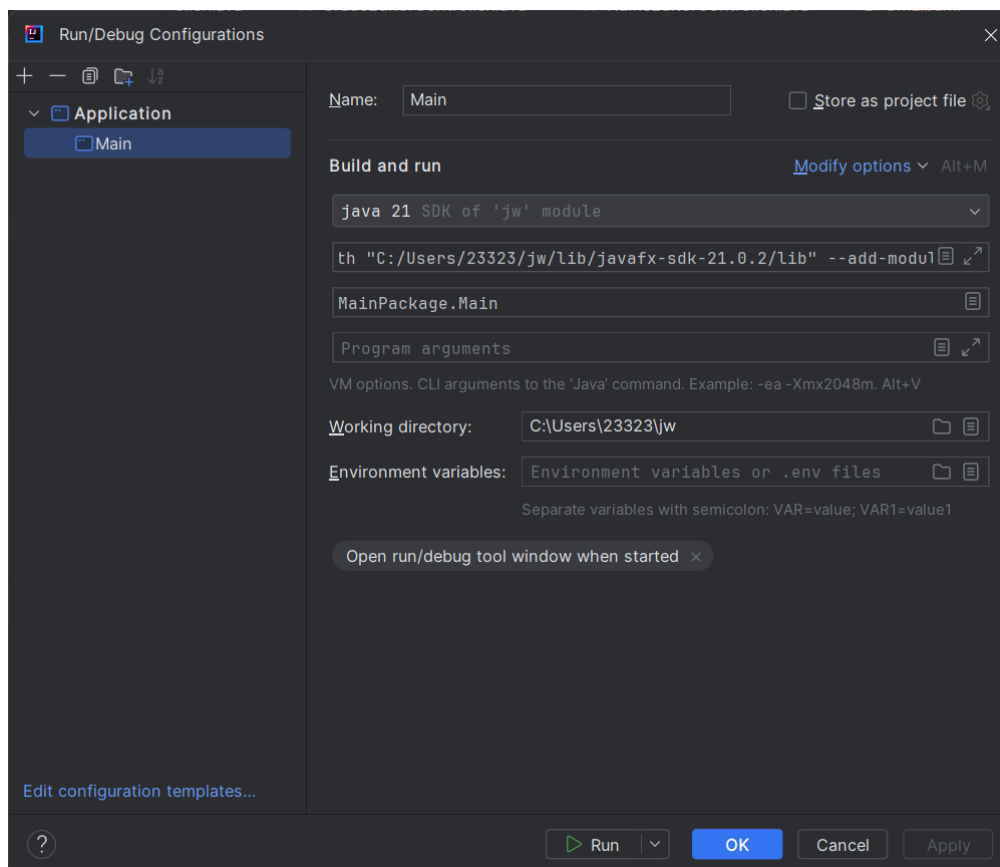 Run/Debug Configurations
Application
Main
Name: Main Store as project file
Build and run Modify options Alt+M
java 21 SDK of 'jw' module
th "C:/Users/23323/jw/lib/javafx-sdk-21.0.2/lib" --add-modul
MainPackage.Main
Program arguments
VM options. CLI arguments to the ‘Java’ command. Example: -ea -Xmx2048m. Alt+V
Working directory: C:\Users\23323\jw
Environment variables: Environment variables or .env files
Separate variables with semicolon: VAR=value; VAR1=value1
Open run/debug tool window when started
Edit configuration templates...
? Run OK Cancel Apply